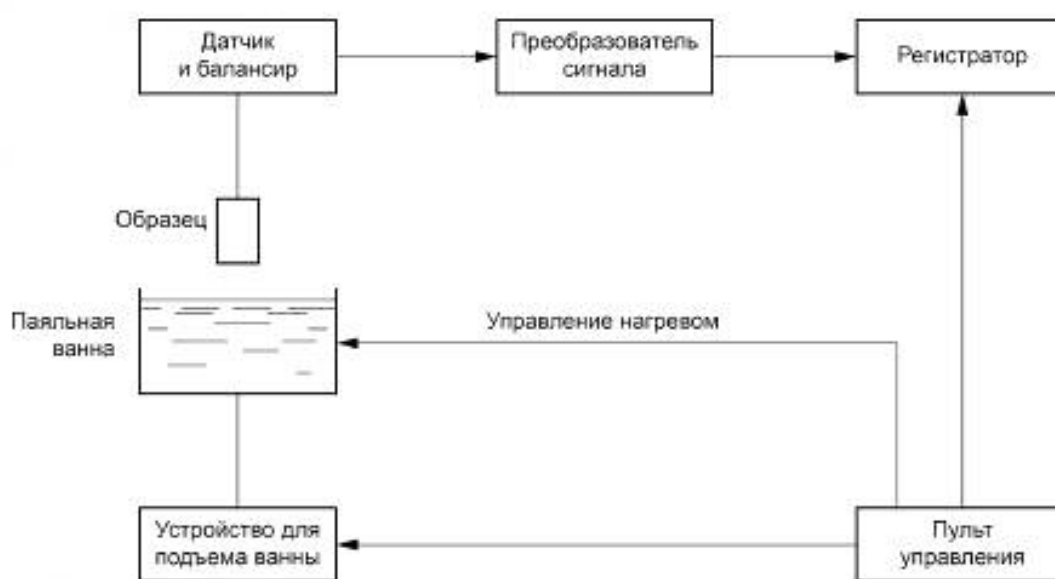 Датчик
и балансир
Преобразователь
сигнала
Регистратор
Образец
Паяльная
ванна
Управление нагревом
Устройство для
подъема ванны
Пульт
управления